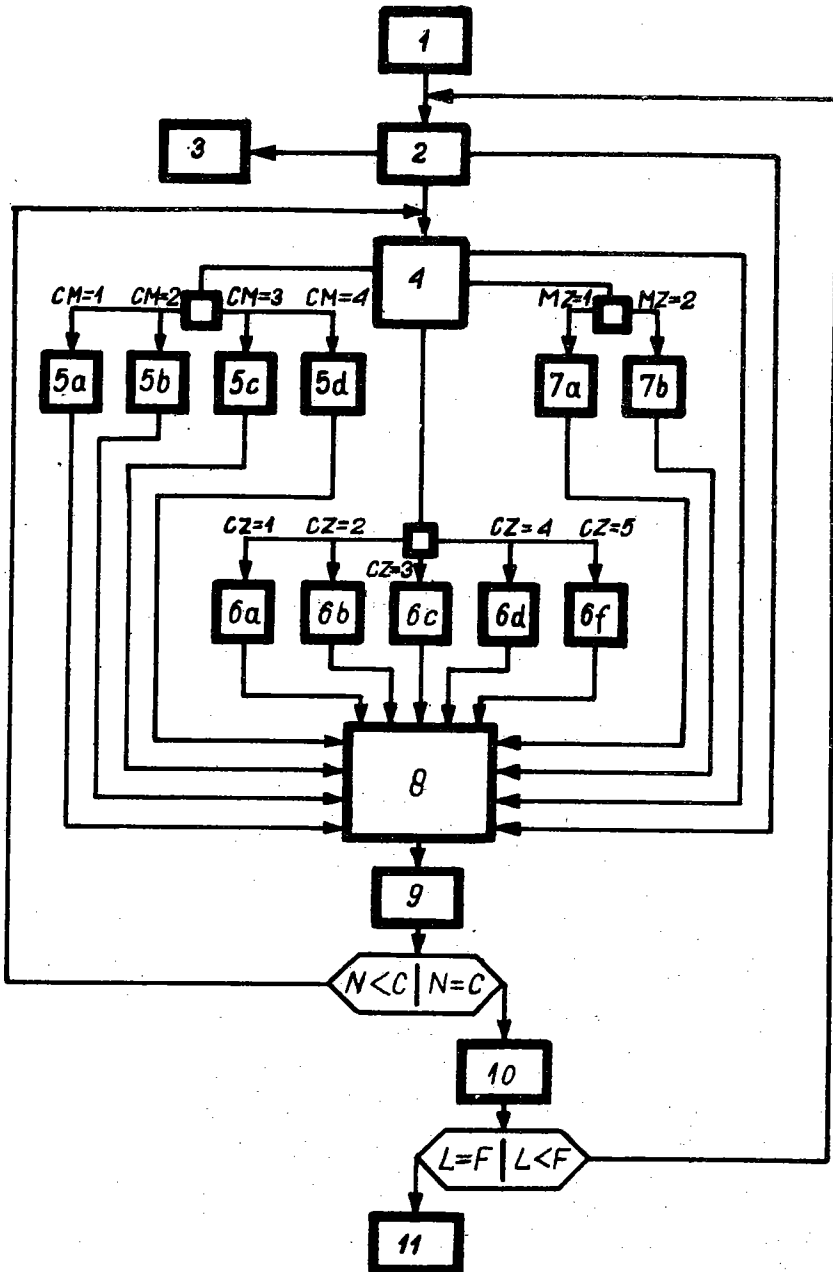 1
3
2
4
CM=1 CM=2 CM=3 CM=4
MZ=1 MZ=2
5a 5b 5c 5d
7a 7b
CZ=1 CZ=2 CZ=4 CZ=5
CZ=3
6a 6b 6c 6d 6f
8
9
N<C | N=C
10
L=F | L<F
11